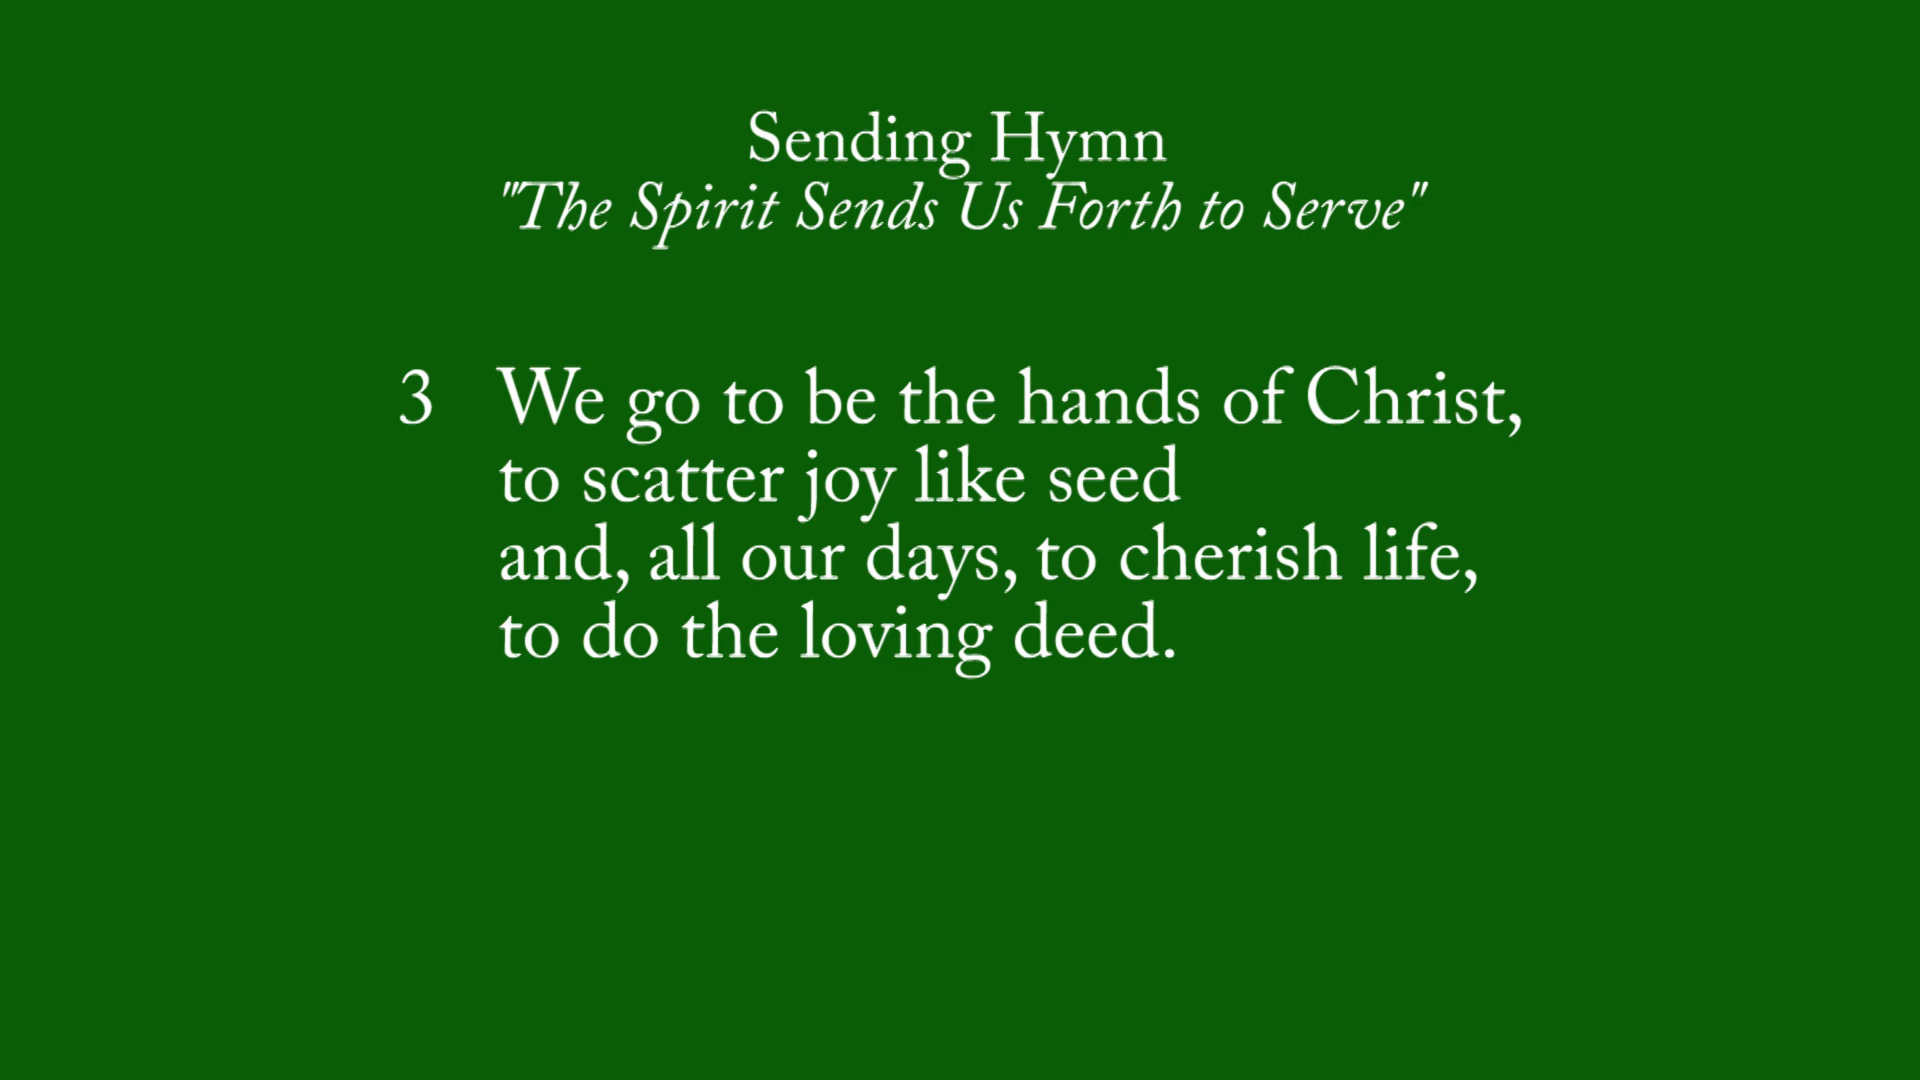 Sending Hymn
"The Spirit Sends Us Forth to Serve"
3 We go to be the hands of Christ,
to scatter joy like seed
and, all our days, to cherish life,
to do the loving deed.